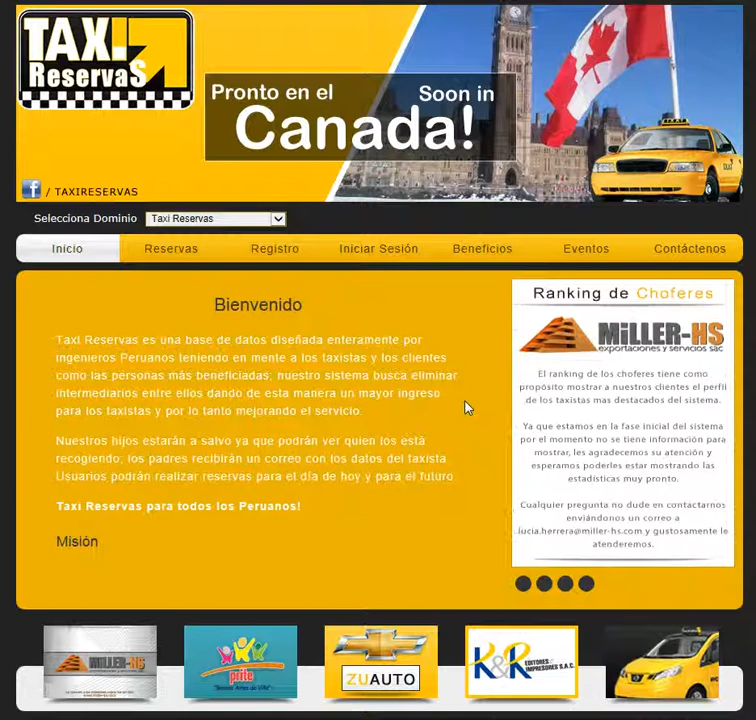 TAXI
ReservaS
Pronto en el
Soon in
Canada!
/ TAXIRESERVAS
Selecciona Dominio
Taxi Reservas
Inicio
Reservas
Registro
Iniciar Sesión
Beneficios
Eventos
Contáctenos
Bienvenido
Taxi Reservas es una base de datos diseñada enteramente por
ingenieros Peruanos teniendo en mente a los taxistas y los clientes
como las personas más beneficiadas; nuestro sistema busca eliminar
intermediarios entre ellos dando de esta manera un mayor ingreso
para los taxistas y por lo tanto mejorando el servicio.
Nuestros hijos estarán a salvo ya que podrán ver quien los está
recogiendo; los padres recibirán un correo con los datos del taxista
Usuarios podrán realizar reservas para el día de hoy y para el futuro
Taxi Reservas para todos los Peruanos!
Misión
Ranking de Choferes
MiLLER-HS
exportaciones y servicios sac
El ranking de los choferes tiene como
propósito mostrar a nuestros clientes el perfil
de los taxistas mas destacados del sistema.
Ya que estamos en la fase inicial del sistema
por el momento no se tiene información para
mostrar, les agradecemos su atención y
esperamos poderles estar mostrando las
estadísticas muy pronto.
Cualquier pregunta no dude en contactarnos
enviándonos un correo a
lucia.herrera@miller-hs.com y gustosamente le
atenderemos.
MiLLER-HS
prite
ZUAUTO
K&R
EDITORES
IMPRESORES S.A.C.